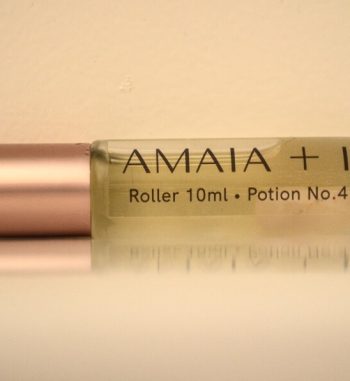 AMAIA +
Roller 10ml • Potion No.4